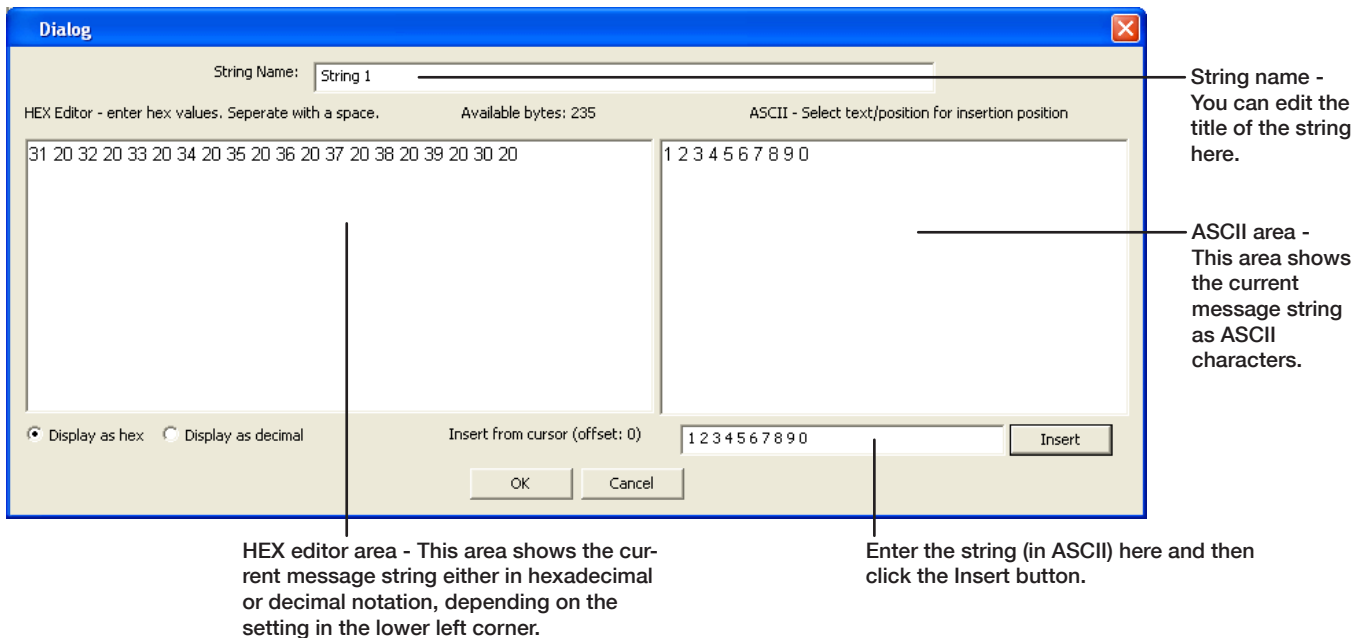 Dialog
String Name: String 1
HEX Editor - enter hex values. Seperate with a space. Available bytes: 235 ASCII - Select text/position for insertion position
31 20 32 20 33 20 34 20 35 20 36 20 37 20 38 20 39 20 30 20
1 2 3 4 5 6 7 8 9 0
Display as hex Display as decimal Insert from cursor (offset: 0) 1 2 3 4 5 6 7 8 9 0 Insert
OK Cancel
String name -
You can edit the
title of the string
here.
ASCII area -
This area shows
the current
message string
as ASCII
characters.
HEX editor area - This area shows the cur-
rent message string either in hexadecimal
or decimal notation, depending on the
setting in the lower left corner.
Enter the string (in ASCII) here and then
click the Insert button.